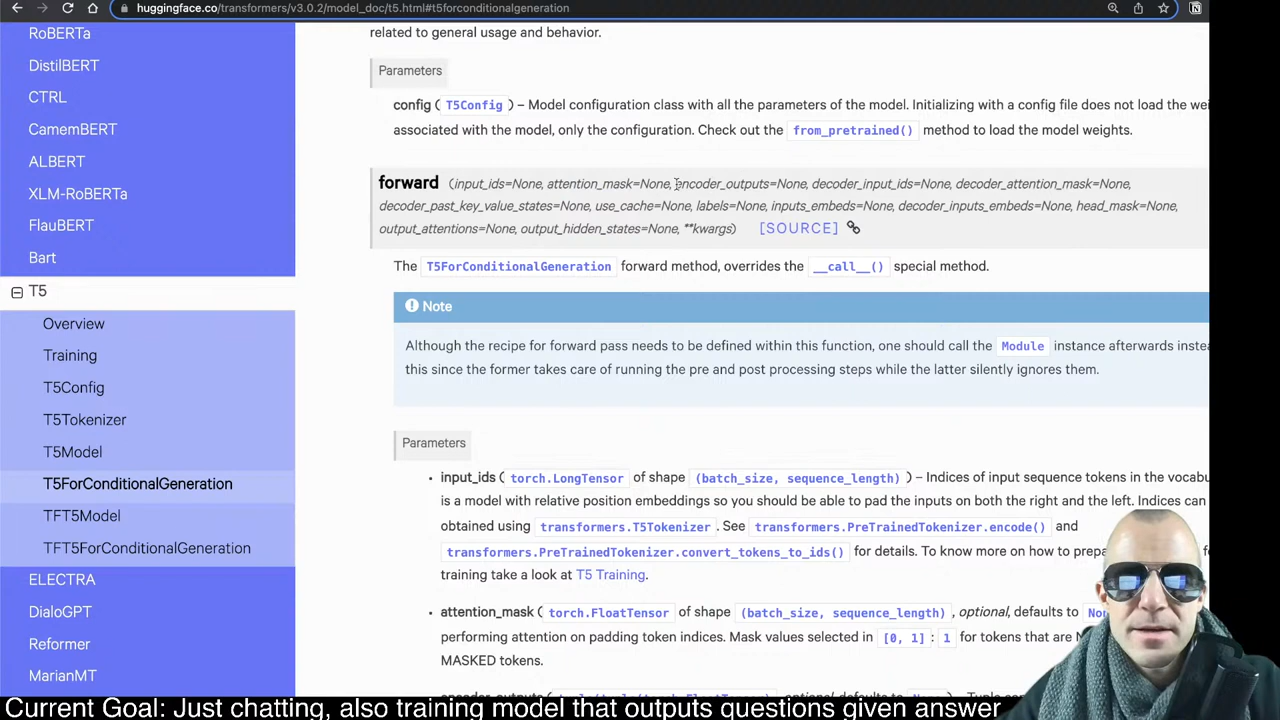 huggingface.co/transformers/v3.0.2/model_doc/t5.html#t5forconditionalgeneration
RoBERTa
DistilBERT
CTRL
CamemBERT
ALBERT
XLM-RoBERTa
FlauBERT
Bart
T5
Overview
Training
T5Config
T5Tokenizer
T5Model
T5ForConditionalGeneration
TFT5Model
TFT5ForConditionalGeneration
ELECTRA
DialoGPT
Reformer
MarianMT
related to general usage and behavior.
Parameters
config ( T5Config ) – Model configuration class with all the parameters of the model. Initializing with a config file does not load the wei
associated with the model, only the configuration. Check out the from_pretrained() method to load the model weights.
forward (input_ids=None, attention_mask=None, encoder_outputs=None, decoder_input_ids=None, decoder_attention_mask=None,
decoder_past_key_value_states=None, use_cache=None, labels=None, inputs_embeds=None, decoder_inputs_embeds=None, head_mask=None,
output_attentions=None, output_hidden_states=None, **kwargs) [SOURCE]
The T5ForConditionalGeneration forward method, overrides the __call__() special method.
Note
Although the recipe for forward pass needs to be defined within this function, one should call the Module instance afterwards inste
this since the former takes care of running the pre and post processing steps while the latter silently ignores them.
Parameters
input_ids ( torch.LongTensor of shape (batch_size, sequence_length) ) – Indices of input sequence tokens in the vocabu
is a model with relative position embeddings so you should be able to pad the inputs on both the right and the left. Indices can
obtained using transformers.T5Tokenizer . See transformers.PreTrainedTokenizer.encode() and
transformers.PreTrainedTokenizer.convert_tokens_to_ids() for details. To know more on how to prepa
training take a look at T5 Training.
attention_mask ( torch.FloatTensor of shape (batch_size, sequence_length) , optional, defaults to Non
performing attention on padding token indices. Mask values selected in [0, 1] : 1 for tokens that are N
MASKED tokens.
Current Goal: Just chatting, also training model that outputs questions given answer